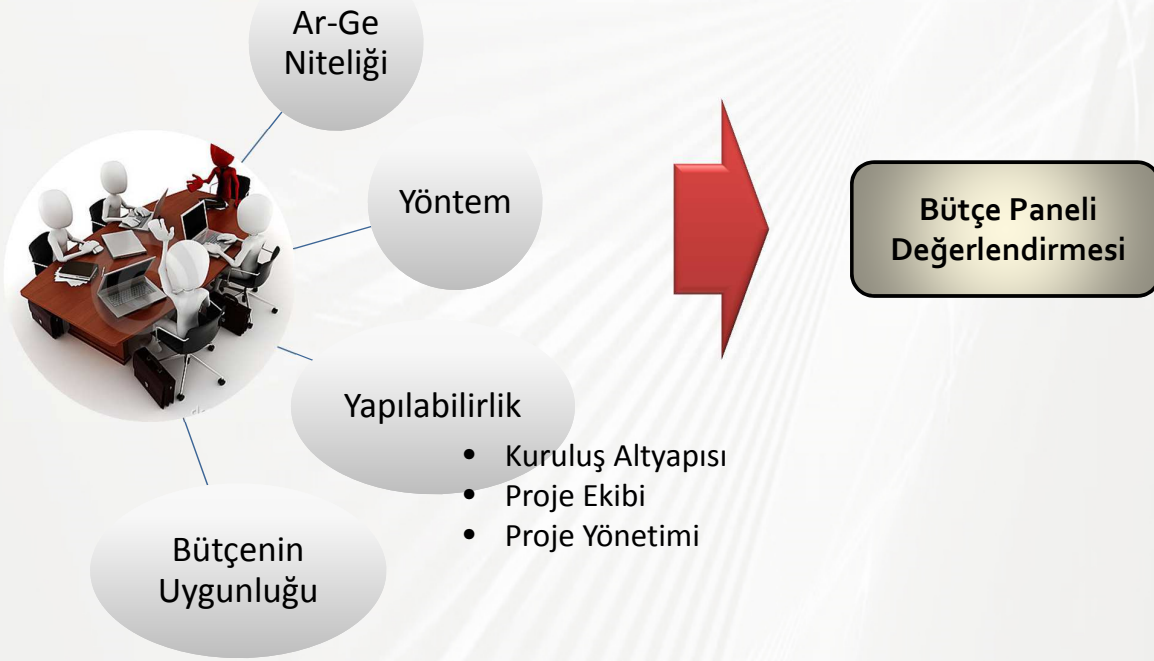 Ar-Ge
Niteliği
Yöntem
Yapılabilirlik
• Kuruluş Altyapısı
• Proje Ekibi
• Proje Yönetimi
Bütçenin
Uygunluğu
Bütçe Paneli
Değerlendirmesi